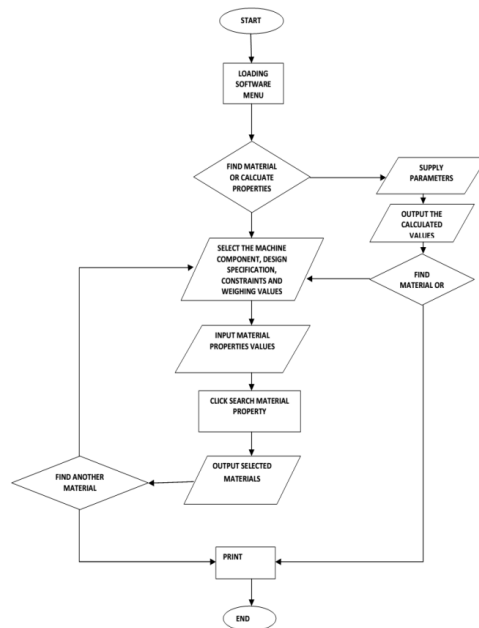 START
LOADING
SOFTWARE
MENU
FIND MATERIAL
OR CALCUATE
PROPERTIES
SUPPLY
PARAMETERS
OUTPUT THE
CALCULATED
VALUES
SELECT THE MACHINE
COMPONENT, DESIGN
SPECIFICATION,
CONSTRAINTS AND
WEIGHING VALUES
FIND
MATERIAL OR
INPUT MATERIAL
PROPERTIES VALUES
CLICK SEARCH MATERIAL
PROPERTY
OUTPUT SELECTED
MATERIALS
FIND ANOTHER
MATERIAL
PRINT
END